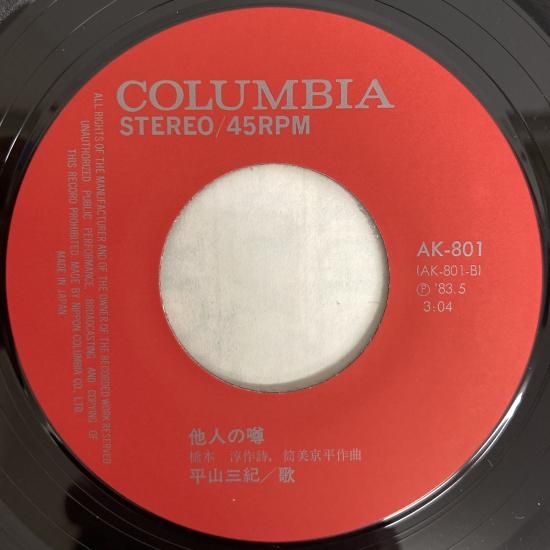 COLUMBIA
STEREO/45RPM
ALL RIGHTS OF THE MANUFACTURER AND OF THE OWNER OF THE RECORDED WORK RESERVED
UNAUTHORIZED PUBLIC PERFORMANCE, BROADCASTING AND COPYING OF
THIS RECORD PROHIBITED. MADE BY NIPPON COLUMBIA CO., LTD.
MADE IN JAPAN
AK-801
(AK-801-B)
Ⓟ '83.5
3:04
他人の噂
橋本 淳作詩, 筒美京平作曲
平山三紀/歌